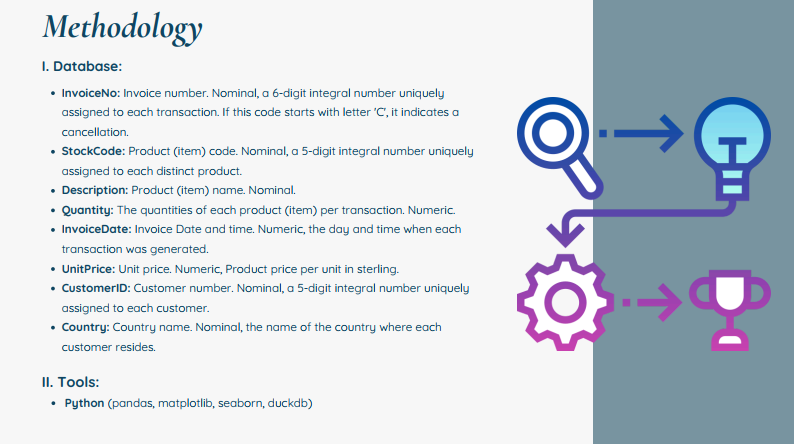 Methodology
I. Database:
• InvoiceNo: Invoice number. Nominal, a 6-digit integral number uniquely
assigned to each transaction. If this code starts with letter 'C', it indicates a
cancellation.
• StockCode: Product (item) code. Nominal, a 5-digit integral number uniquely
assigned to each distinct product.
• Description: Product (item) name. Nominal.
• Quantity: The quantities of each product (item) per transaction. Numeric.
• InvoiceDate: Invoice Date and time. Numeric, the day and time when each
transaction was generated.
• UnitPrice: Unit price. Numeric, Product price per unit in sterling.
• CustomerID: Customer number. Nominal, a 5-digit integral number uniquely
assigned to each customer.
• Country: Country name. Nominal, the name of the country where each
customer resides.
II. Tools:
• Python (pandas, matplotlib, seaborn, duckdb)